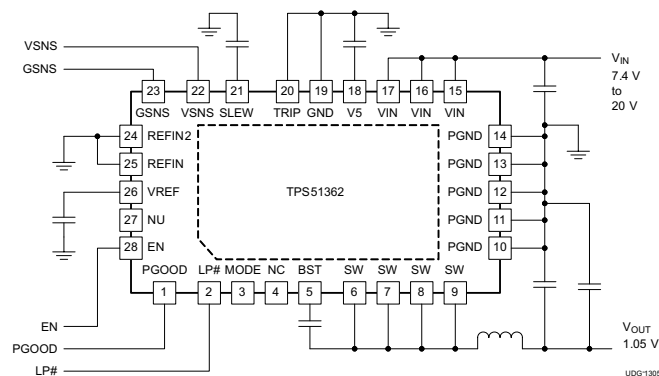 VSNS
GSNS
V_IN
7.4 V
to
20 V
23 22 21 20 19 18 17 16 15
GSNS VSNS SLEW TRIP GND V5 VIN VIN VIN
24 REFIN2
25 REFIN
26 VREF
27 NU
28 EN
TPS51362
PGND 14
PGND 13
PGND 12
PGND 11
PGND 10
PGOOD LP# MODE NC BST SW SW SW SW
1 2 3 4 5 6 7 8 9
EN
PGOOD
LP#
V_OUT
1.05 V